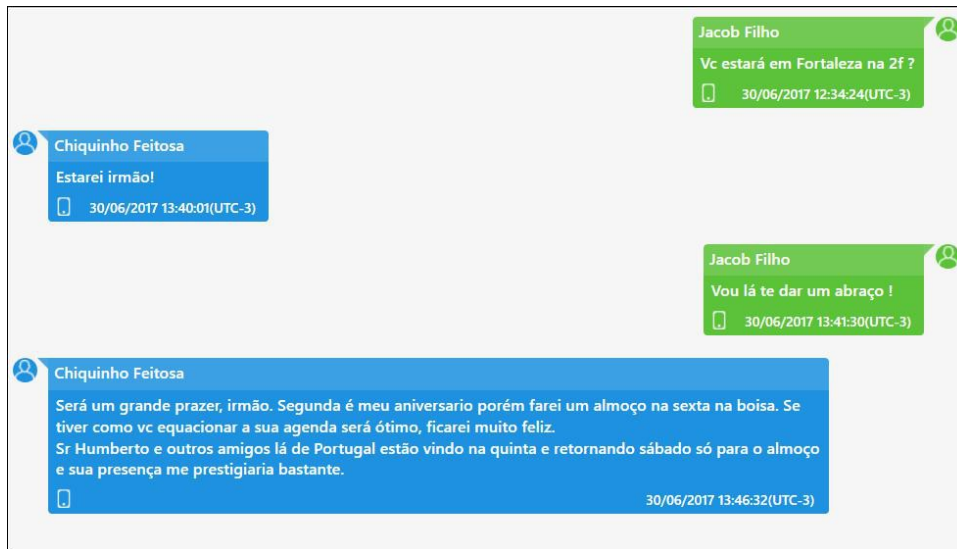 Jacob Filho
Vc estará em Fortaleza na 2f ?
30/06/2017 12:34:24(UTC-3)
Chiquinho Feitosa
Estarei irmão!
30/06/2017 13:40:01(UTC-3)
Jacob Filho
Vou lá te dar um abraço !
30/06/2017 13:41:30(UTC-3)
Chiquinho Feitosa
Será um grande prazer, irmão. Segunda é meu aniversario porém farei um almoço na sexta na boisa. Se
tiver como vc equacionar a sua agenda será ótimo, ficarei muito feliz.
Sr Humberto e outros amigos lá de Portugal estão vindo na quinta e retornando sábado só para o almoço
e sua presença me prestigiaria bastante.
30/06/2017 13:46:32(UTC-3)